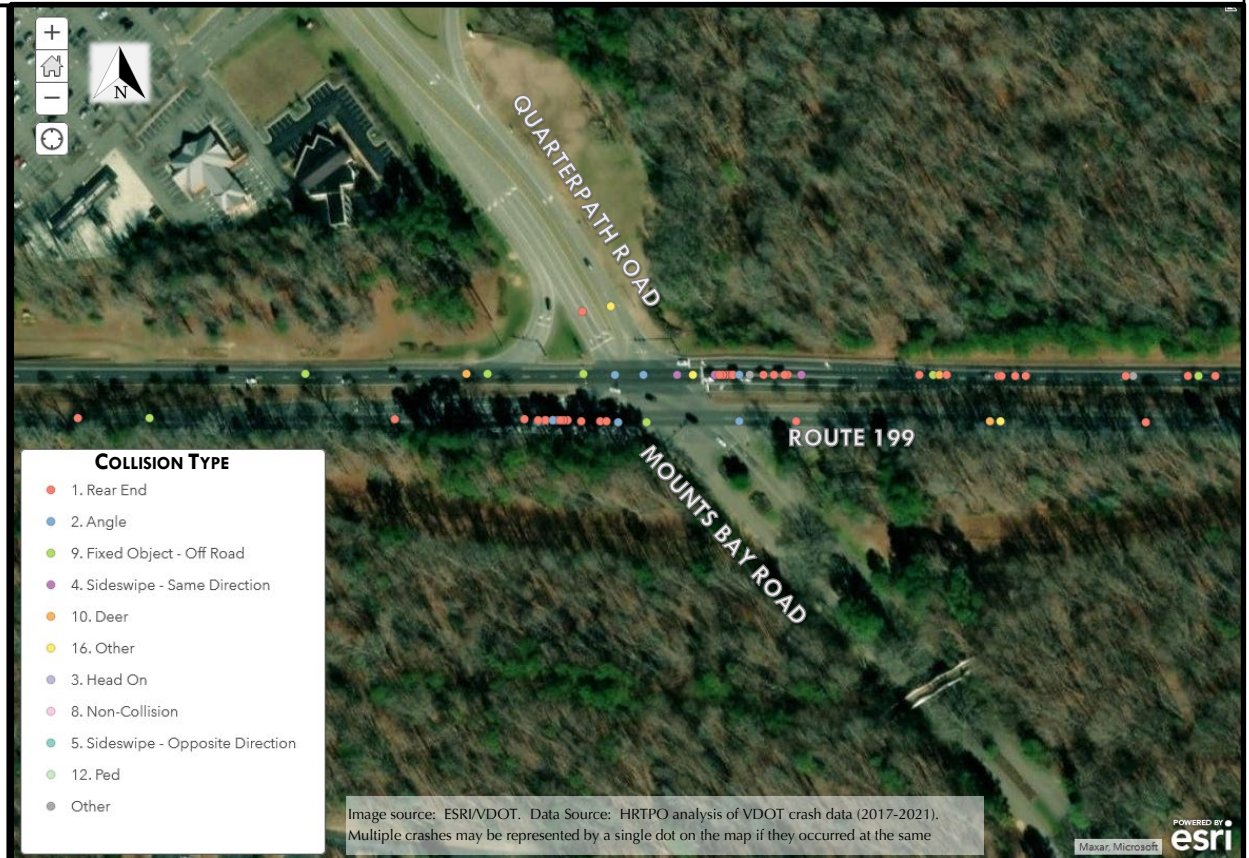 +
N
−
QUARTERPATH ROAD
ROUTE 199
MOUNTS BAY ROAD
COLLISION TYPE
1. Rear End
2. Angle
9. Fixed Object - Off Road
4. Sideswipe - Same Direction
10. Deer
16. Other
3. Head On
8. Non-Collision
5. Sideswipe - Opposite Direction
12. Ped
Other
Image source: ESRI/VDOT. Data Source: HRTPO analysis of VDOT crash data (2017-2021).
Multiple crashes may be represented by a single dot on the map if they occurred at the same
Maxar, Microsoft
POWERED BY
esri